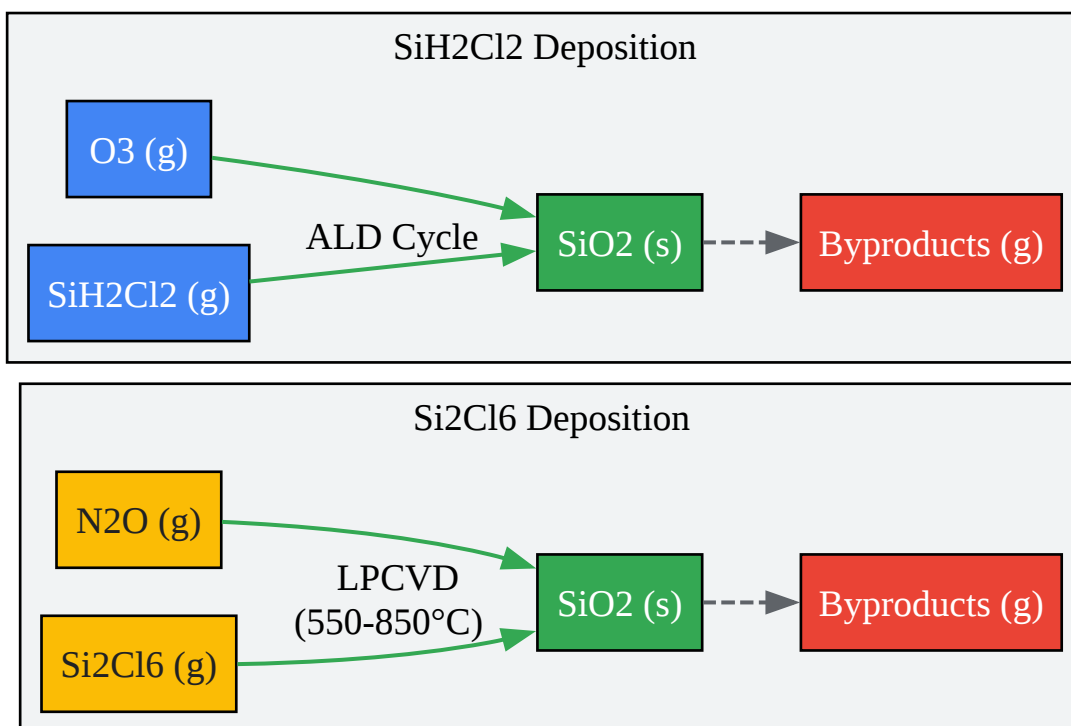 SiH2Cl2 Deposition
O3 (g)
ALD Cycle
SiH2Cl2 (g)
SiO2 (s)
Byproducts (g)
Si2Cl6 Deposition
N2O (g)
LPCVD
(550-850°C)
Si2Cl6 (g)
SiO2 (s)
Byproducts (g)